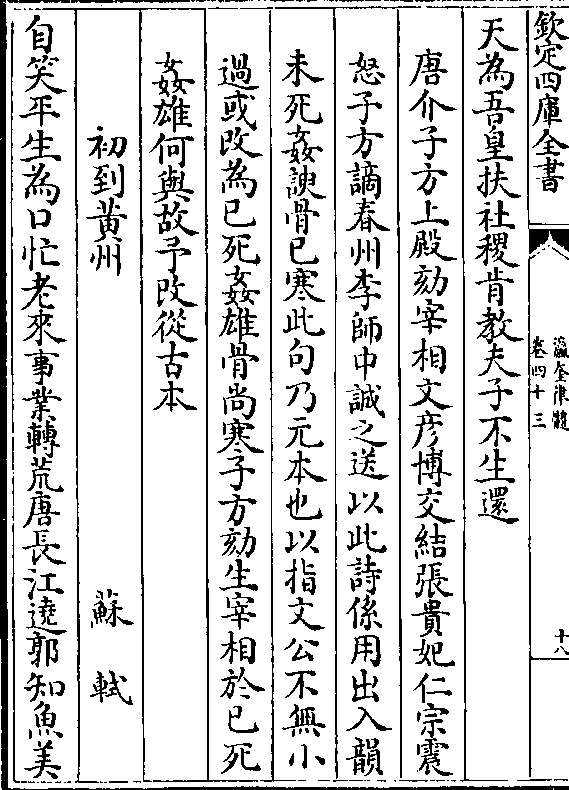 欽定四庫全書
瀛奎律髓
卷四十三
十八
天為吾皇扶社稷肯教夫子不生還
唐介子方上殿劾宰相文彦博交結張貴妃仁宗震
怒子方謫春州李師中誠之送以此詩係用出入韻
未死姦諛骨已寒此句乃元本也以指文公不無小
過或改為已死姦雄骨尚寒子方劾生宰相於已死
姦雄何與故予改從古本
初到黄州
蘇軾
自笑平生為口忙老來事業轉荒唐長江遶郭知魚美